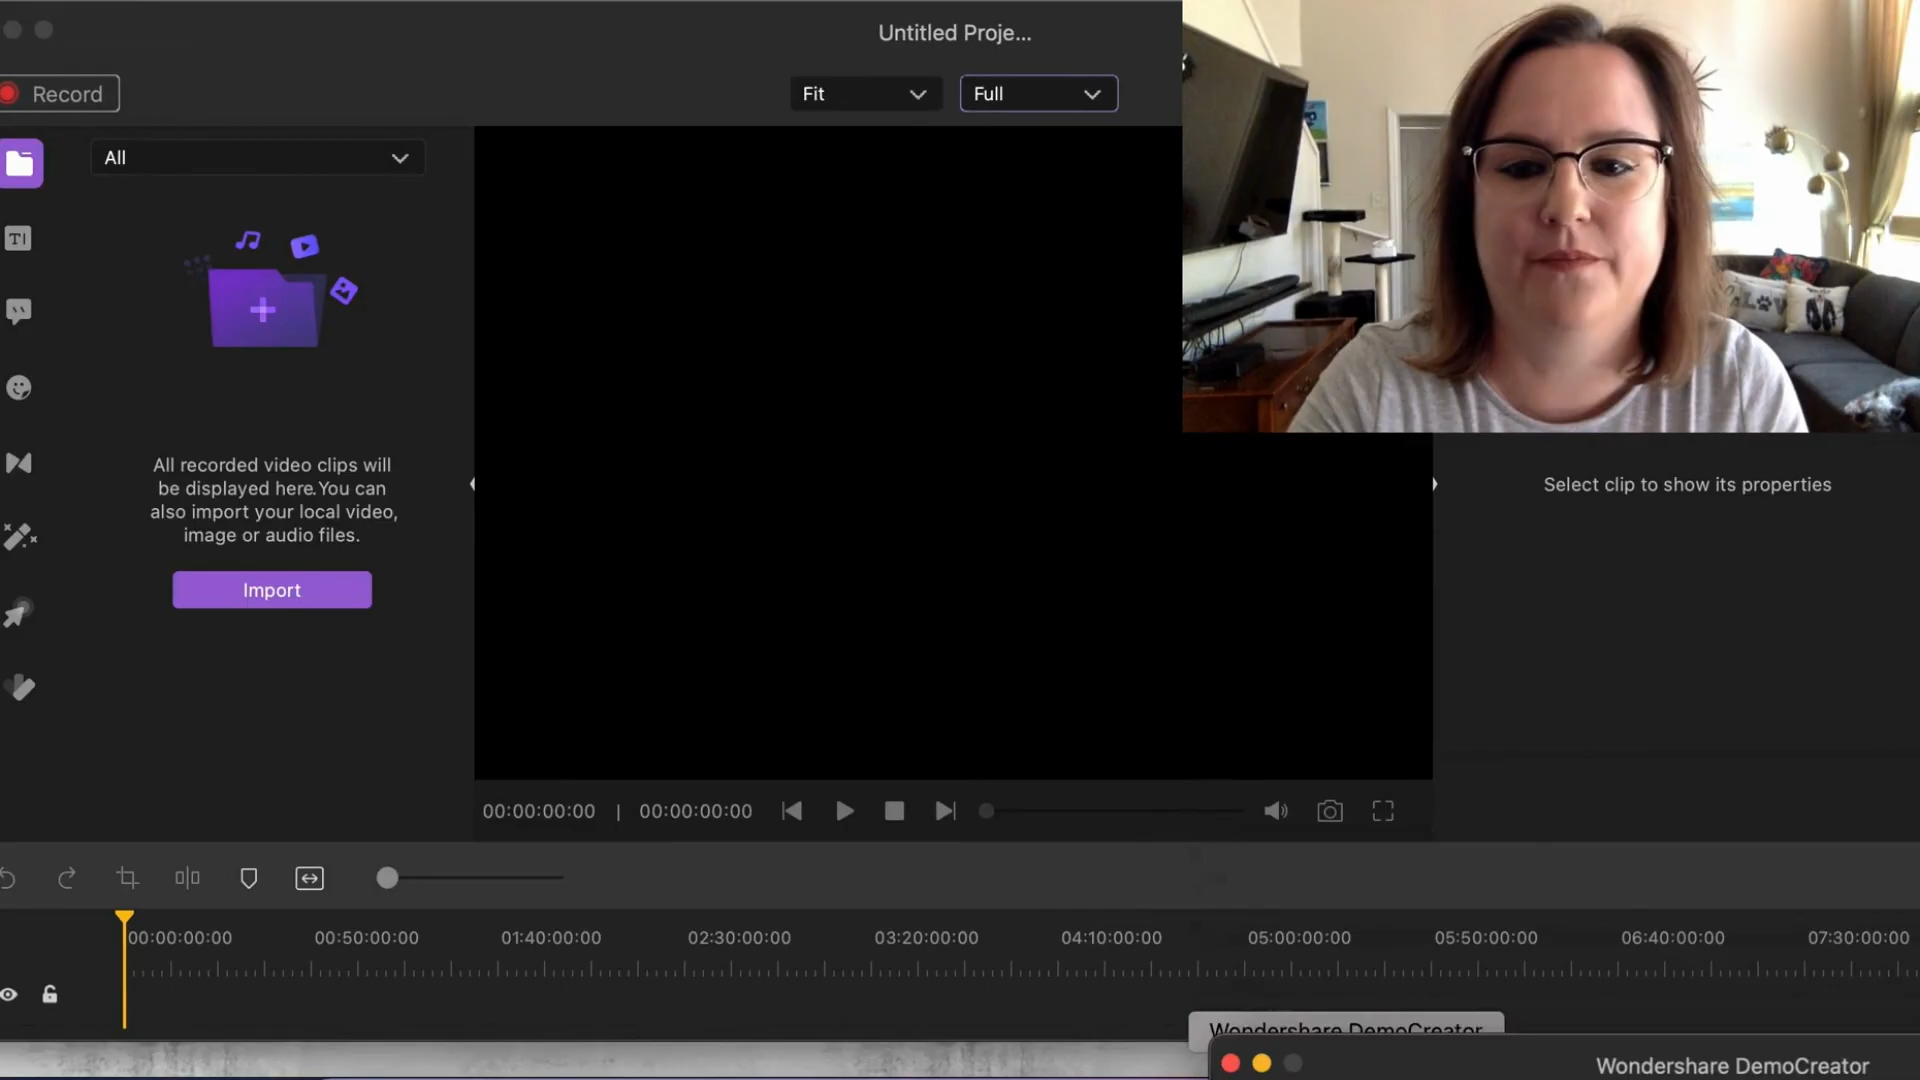 Untitled Proje...
Record
Fit
Full
All
All recorded video clips will
be displayed here.You can
also import your local video,
image or audio files.
Import
Select clip to show its properties
00:00:00:00 | 00:00:00:00
00:00:00:00 00:50:00:00 01:40:00:00 02:30:00:00 03:20:00:00 04:10:00:00 05:00:00:00 05:50:00:00 06:40:00:00 07:30:00:00
Wondershare DemoCreator
Wondershare DemoCreator